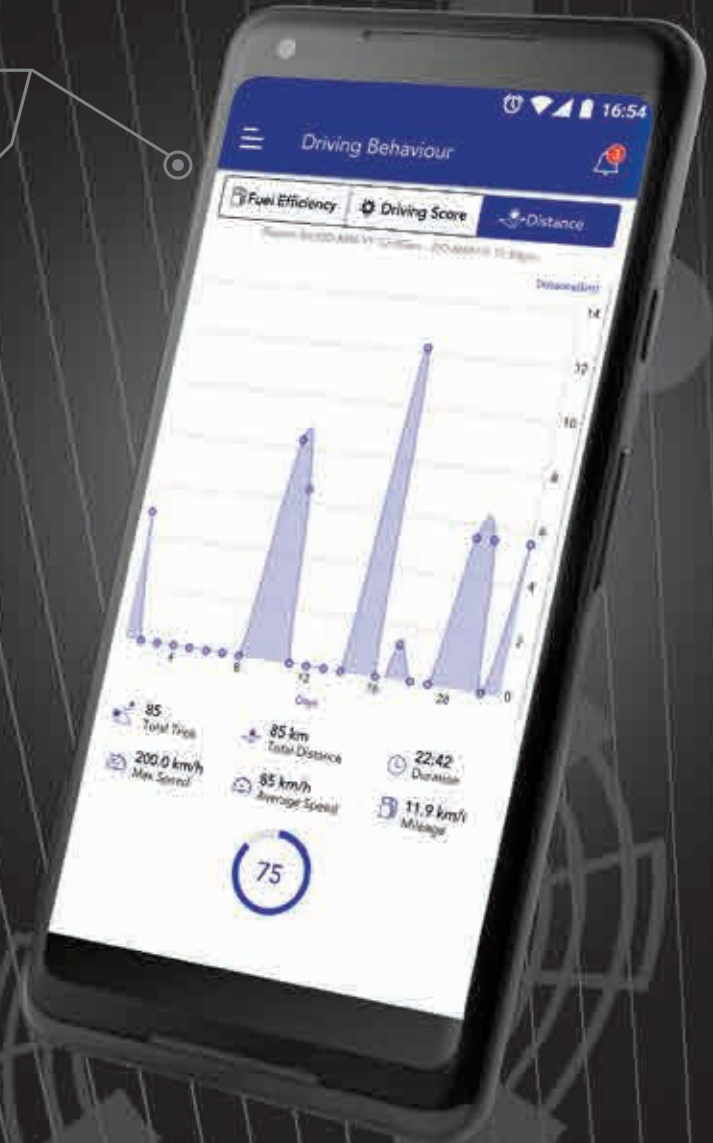 16:54
Driving Behaviour
3
Fuel Efficiency
Driving Score
Distance
14
12
10
8
6
4
2
0
4
8
12
16
Days
85
Total Trips
85 km
Total Distance
22:42
Duration
200.0 km/h
Max Speed
85 km/h
Average Speed
11.9 km/l
Mileage
75